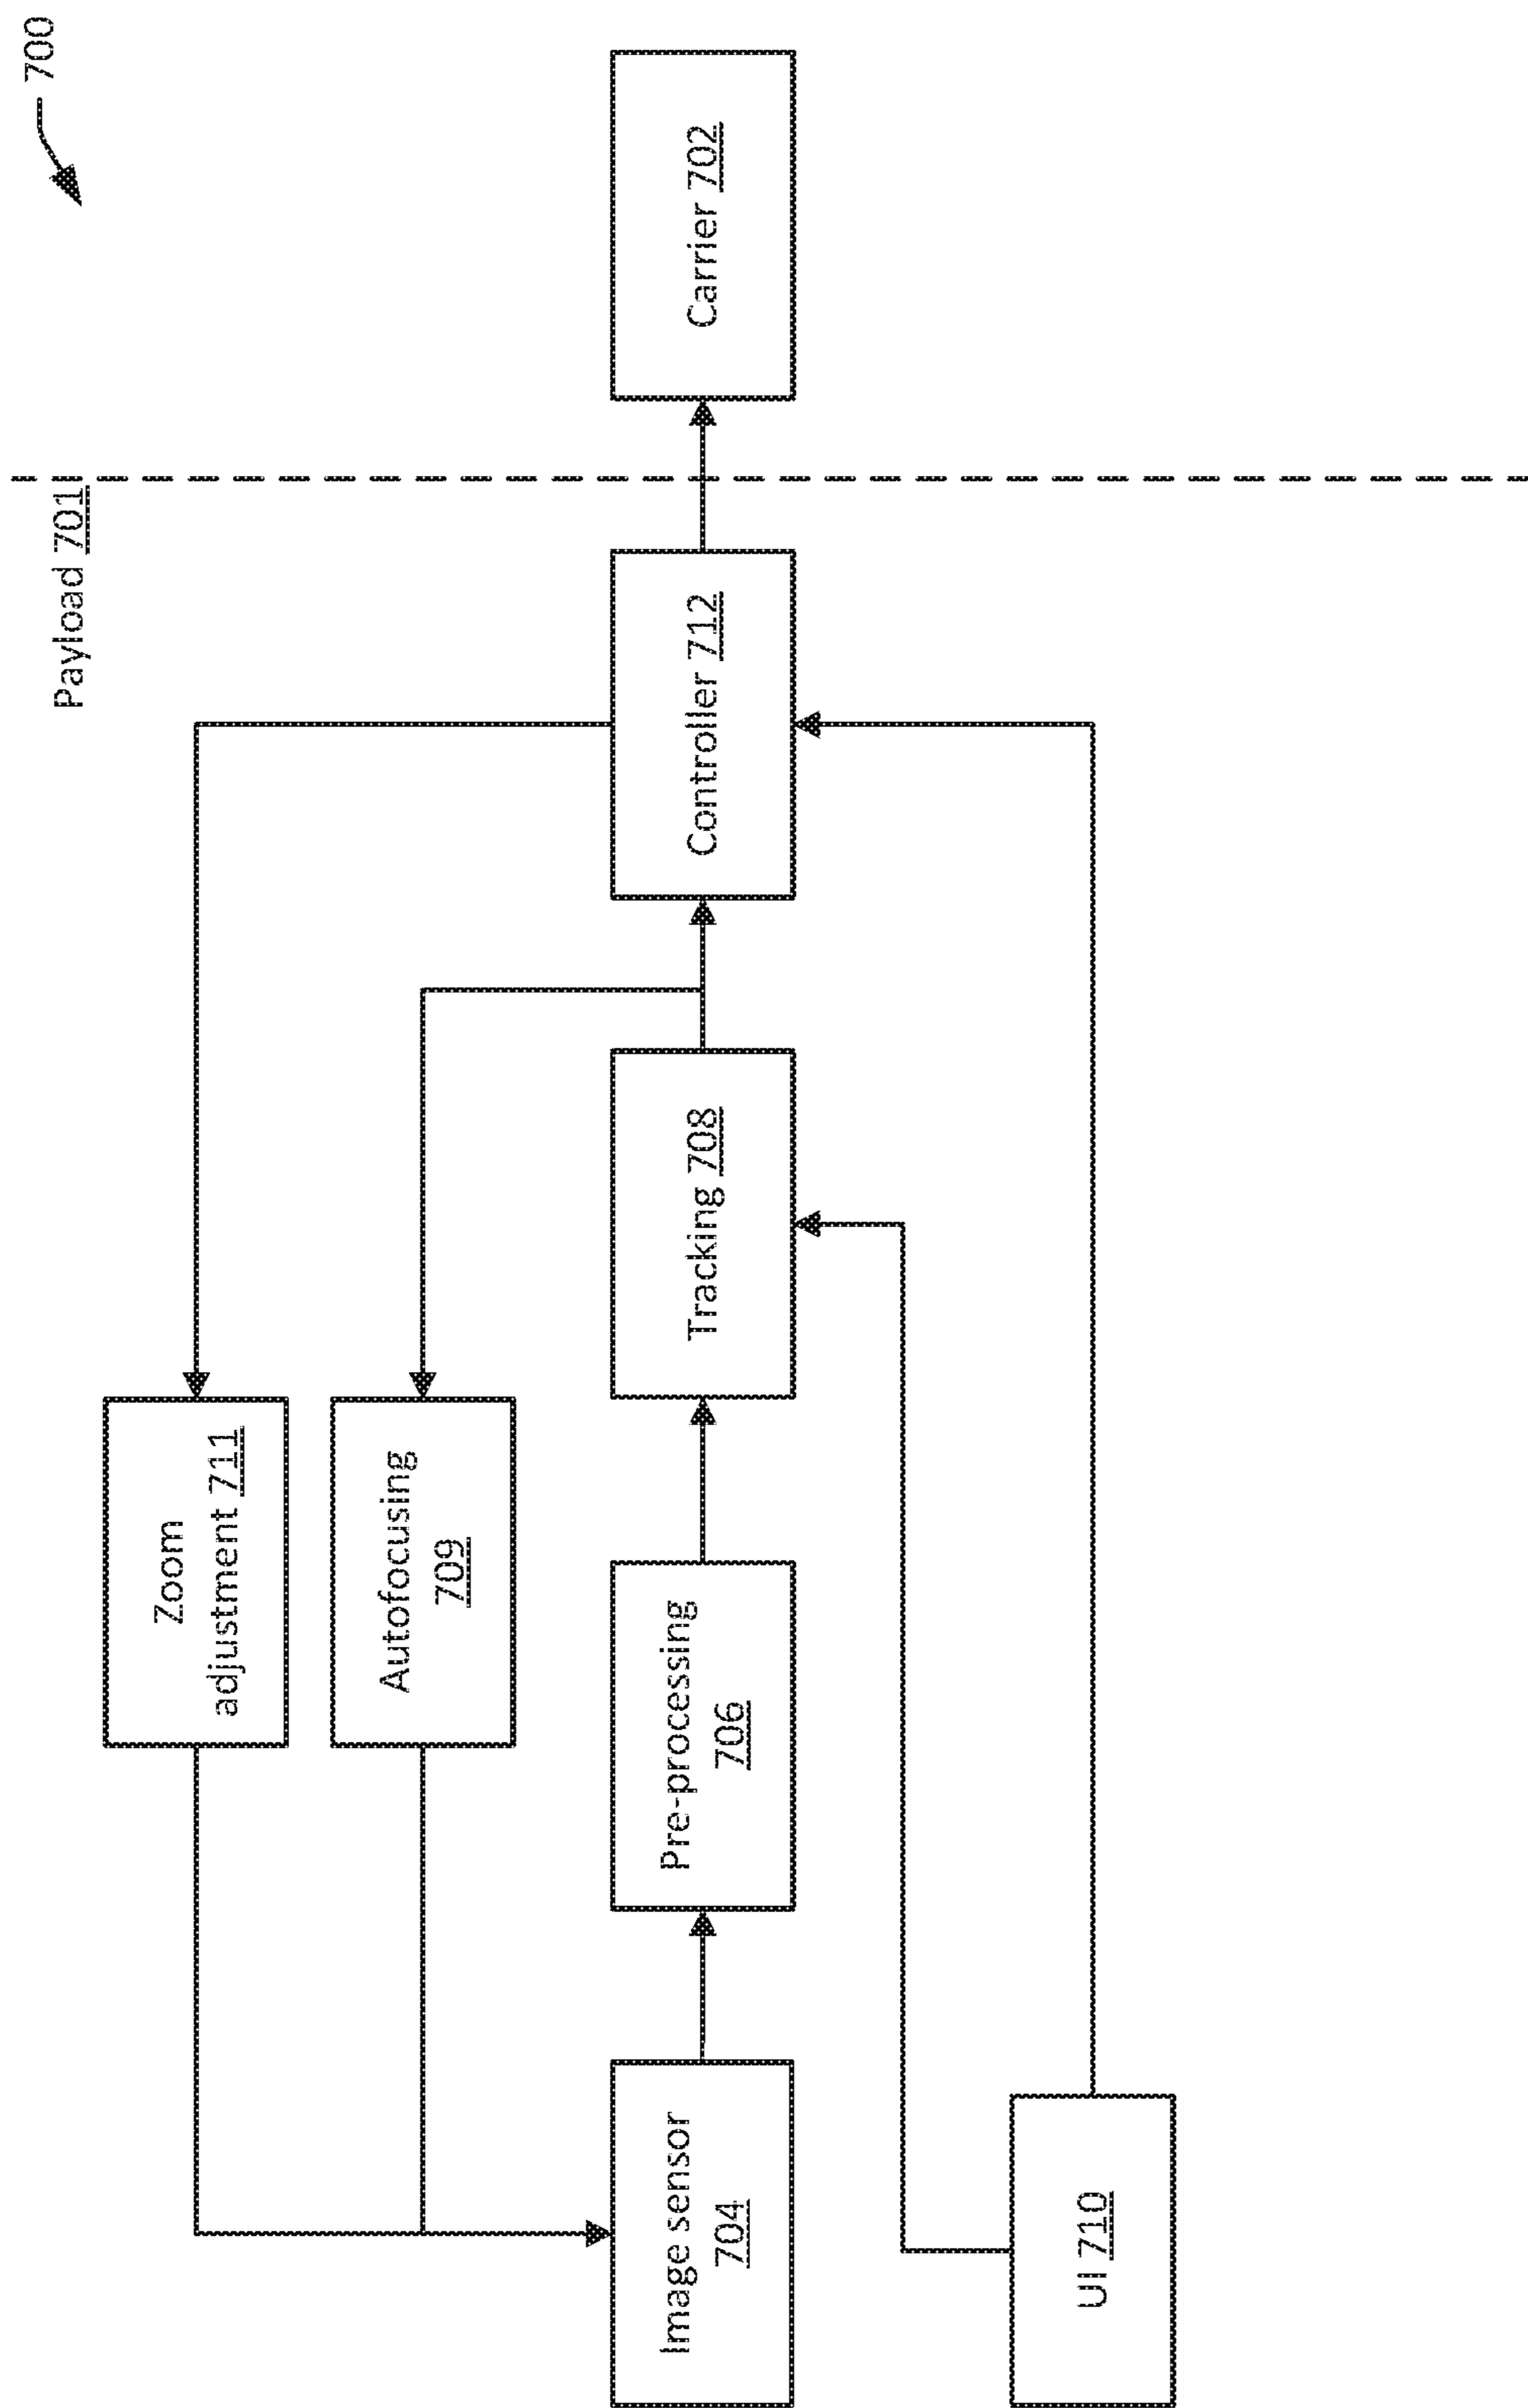 700
Payload 701
Zoom
adjustment 711
Autofocusing
709
Image sensor
704
Pre-processing
706
Tracking 708
Controller 712
Carrier 702
UI 710